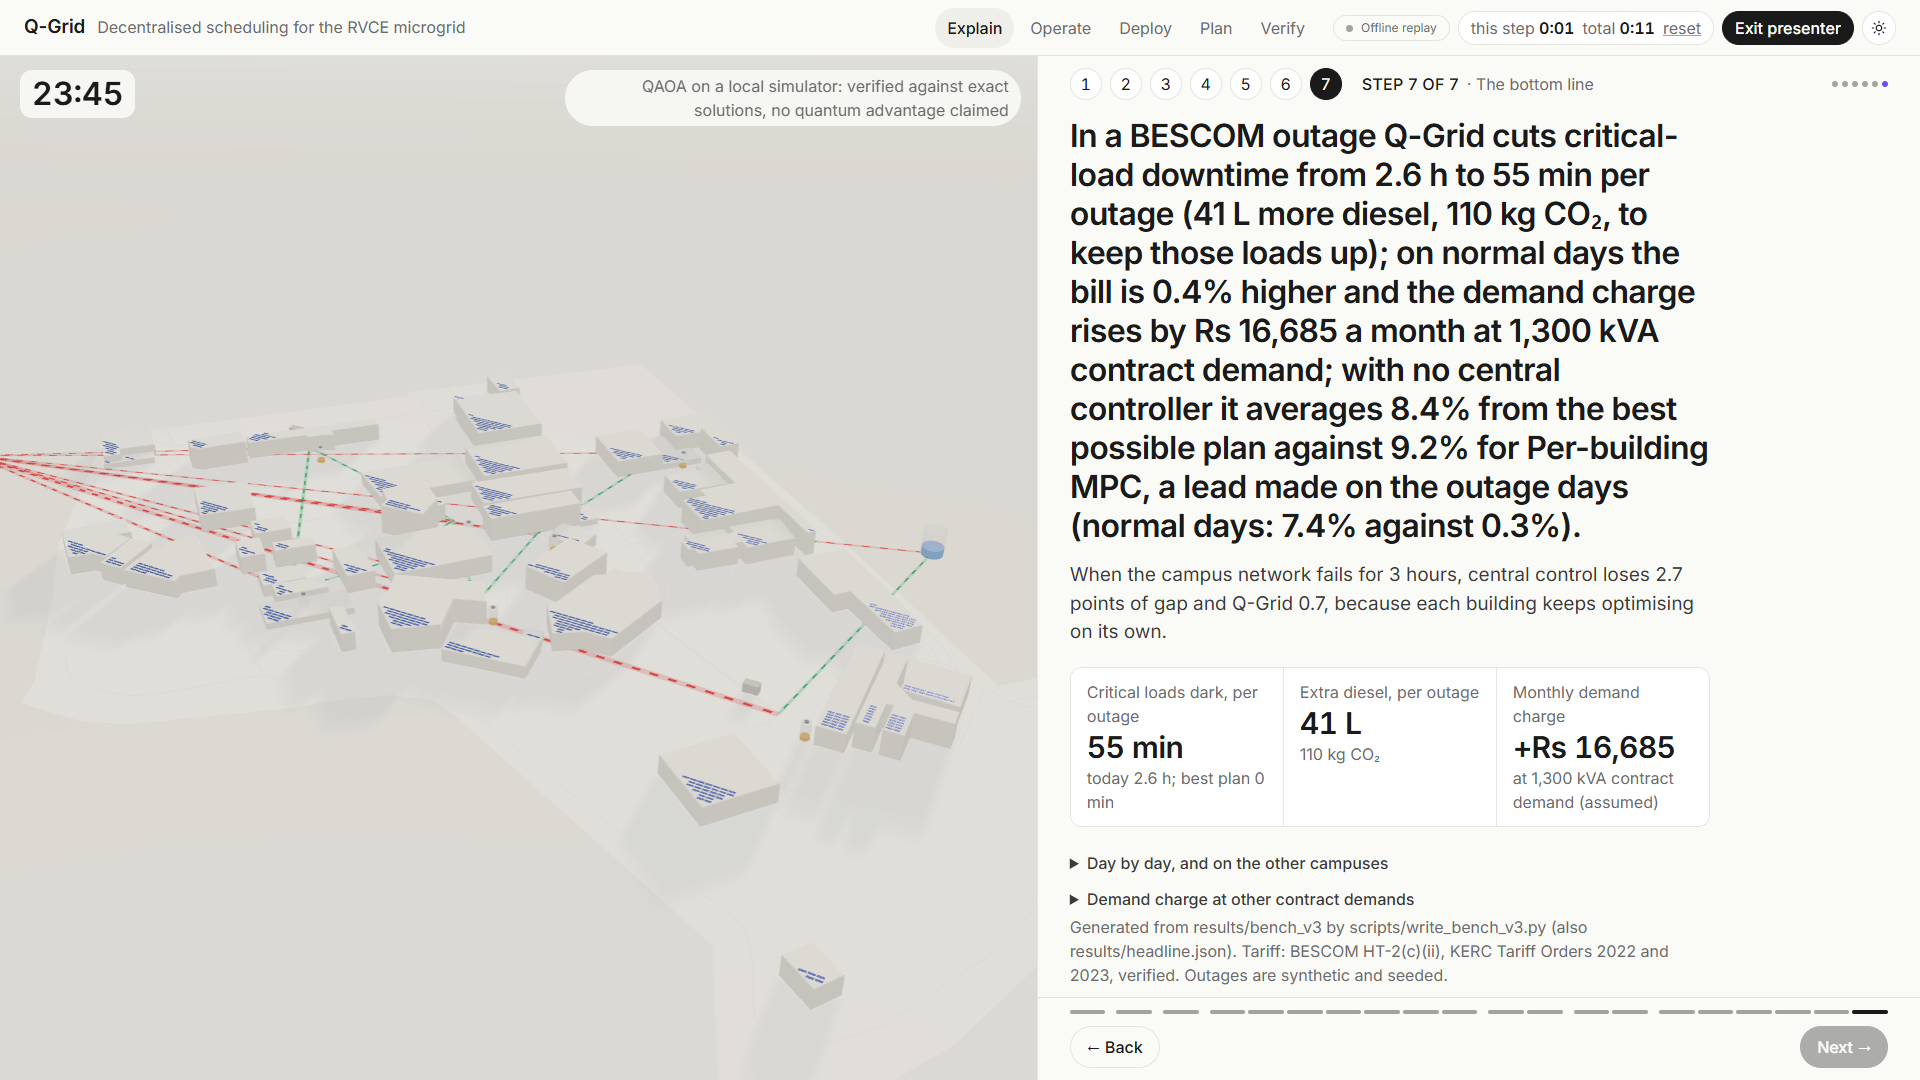 Q-Grid Decentralised scheduling for the RVCE microgrid
Explain Operate Deploy Plan Verify Offline replay this step 0:01 total 0:11 reset Exit presenter
23:45
QAOA on a local simulator: verified against exact
solutions, no quantum advantage claimed
1 2 3 4 5 6 7 STEP 7 OF 7 · The bottom line
In a BESCOM outage Q-Grid cuts critical-
load downtime from 2.6 h to 55 min per
outage (41 L more diesel, 110 kg CO₂, to
keep those loads up); on normal days the
bill is 0.4% higher and the demand charge
rises by Rs 16,685 a month at 1,300 kVA
contract demand; with no central
controller it averages 8.4% from the best
possible plan against 9.2% for Per-building
MPC, a lead made on the outage days
(normal days: 7.4% against 0.3%).
When the campus network fails for 3 hours, central control loses 2.7
points of gap and Q-Grid 0.7, because each building keeps optimising
on its own.
Critical loads dark, per
outage
55 min
today 2.6 h; best plan 0
min
Extra diesel, per outage
41 L
110 kg CO₂
Monthly demand
charge
+Rs 16,685
at 1,300 kVA contract
demand (assumed)
▶ Day by day, and on the other campuses
▶ Demand charge at other contract demands
Generated from results/bench_v3 by scripts/write_bench_v3.py (also
results/headline.json). Tariff: BESCOM HT-2(c)(ii), KERC Tariff Orders 2022 and
2023, verified. Outages are synthetic and seeded.
← Back
Next →